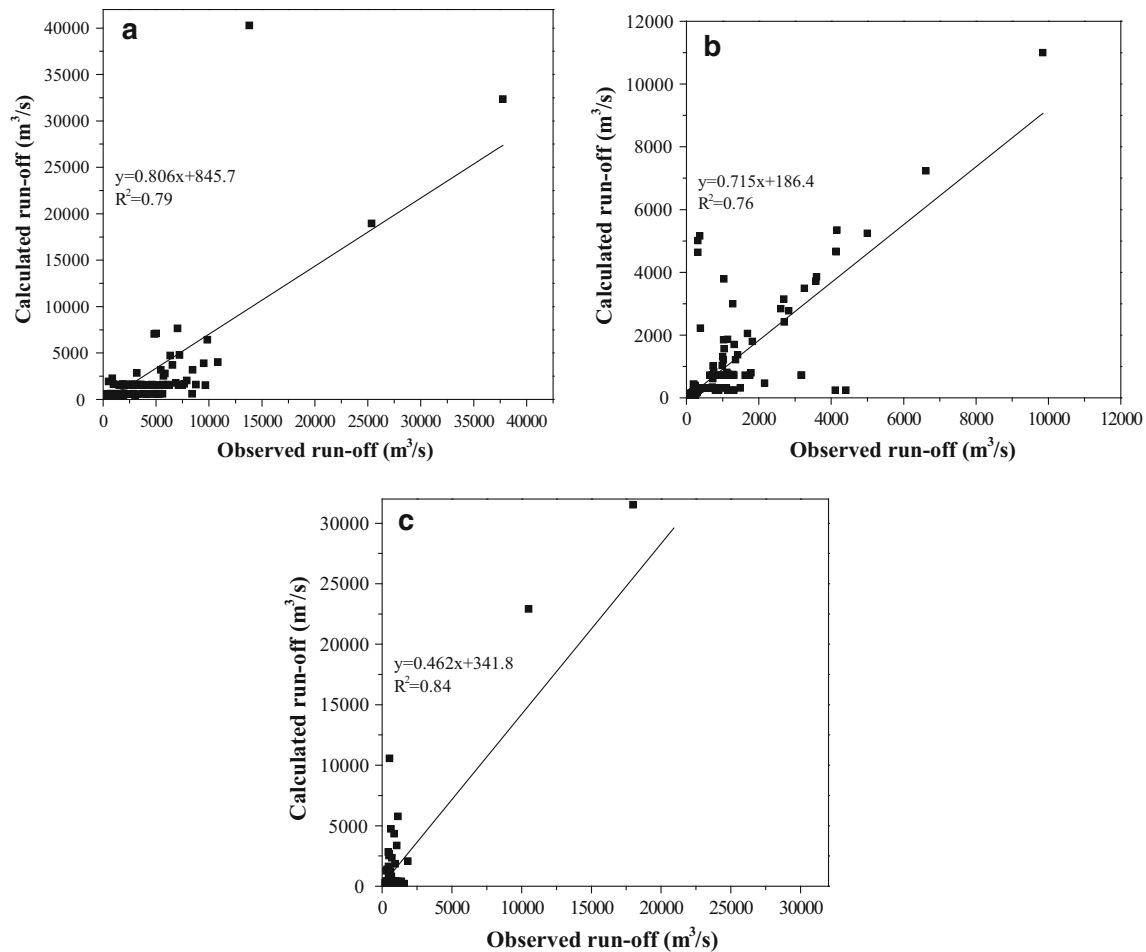 a
40000
35000
30000
25000
20000
15000
10000
5000
0
Calculated run-off (m³/s)
y=0.806x+845.7
R²=0.79
0 5000 10000 15000 20000 25000 30000 35000 40000
Observed run-off (m³/s)
b
12000
10000
8000
6000
4000
2000
0
Calculated run-off (m³/s)
y=0.715x+186.4
R²=0.76
0 2000 4000 6000 8000 10000 12000
Observed run-off (m³/s)
c
30000
25000
20000
15000
10000
5000
0
Calculated run-off (m³/s)
y=0.462x+341.8
R²=0.84
0 5000 10000 15000 20000 25000 30000
Observed run-off (m³/s)